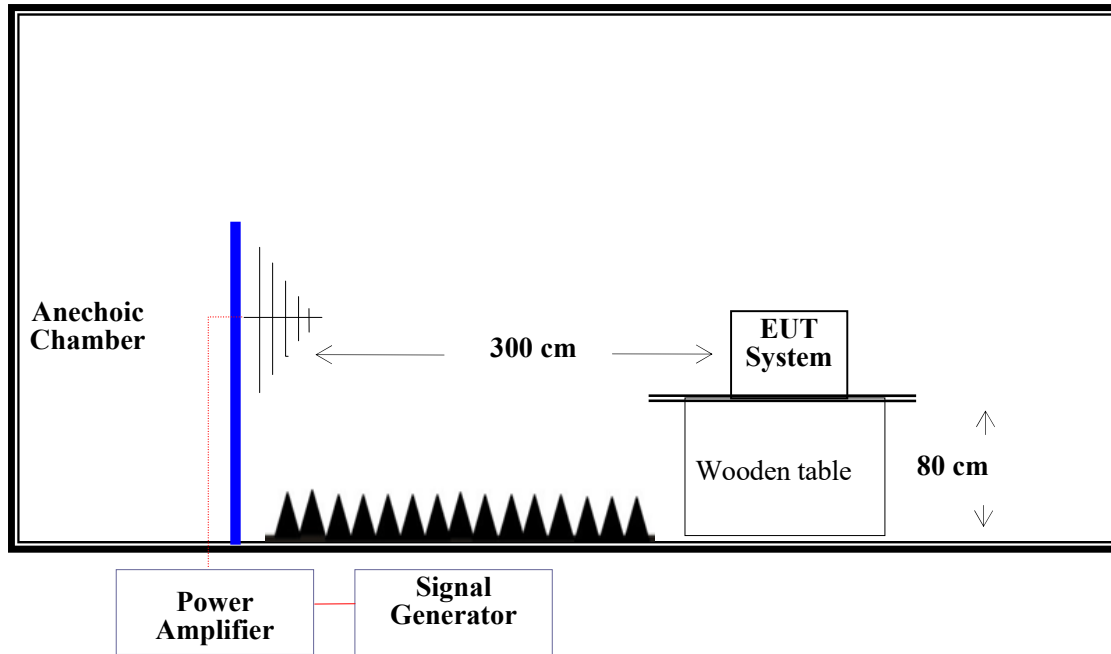 Anechoic
Chamber
300 cm
EUT
System
Wooden table
80 cm
Power
Amplifier
Signal
Generator